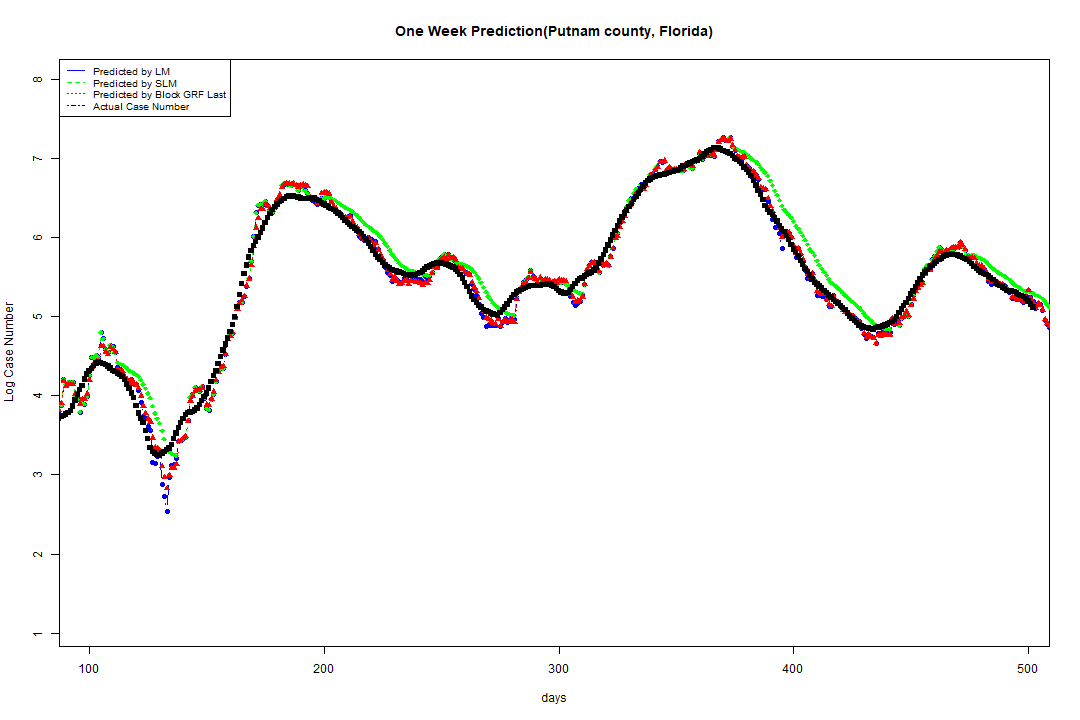 One Week Prediction(Putnam county, Florida)
Predicted by LM
Predicted by SLM
Predicted by Block GRF Last
Actual Case Number
8
7
6
5
4
3
2
1
Log Case Number
100 200 300 400 500
days